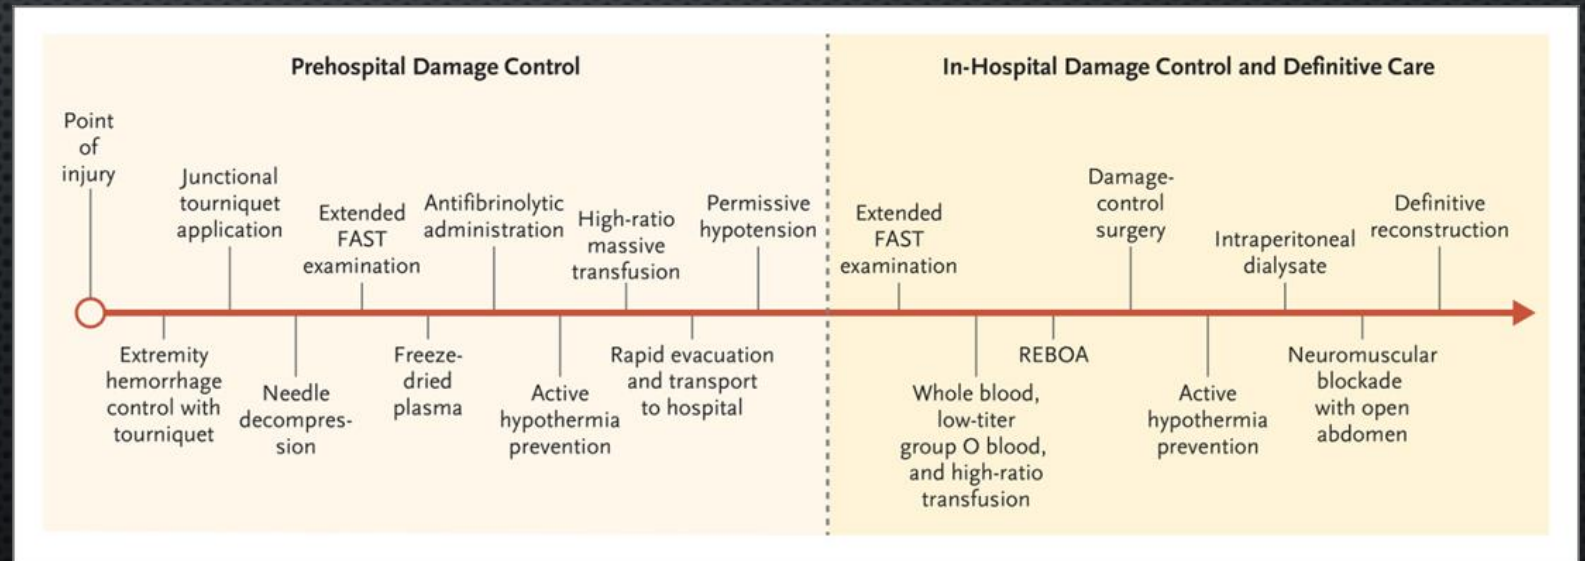 Prehospital Damage Control
Point
of
injury
Extremity
hemorrhage
control with
tourniquet
Junctional
tourniquet
application
Needle
decompres-
sion
Extended
FAST
examination
Freeze-
dried
plasma
Antifibrinolytic
administration
Active
hypothermia
prevention
High-ratio
massive
transfusion
Rapid evacuation
and transport
to hospital
Permissive
hypotension
In-Hospital Damage Control and Definitive Care
Extended
FAST
examination
Whole blood,
low-titer
group O blood,
and high-ratio
transfusion
REBOA
Damage-
control
surgery
Active
hypothermia
prevention
Intraperitoneal
dialysate
Neuromuscular
blockade
with open
abdomen
Definitive
reconstruction